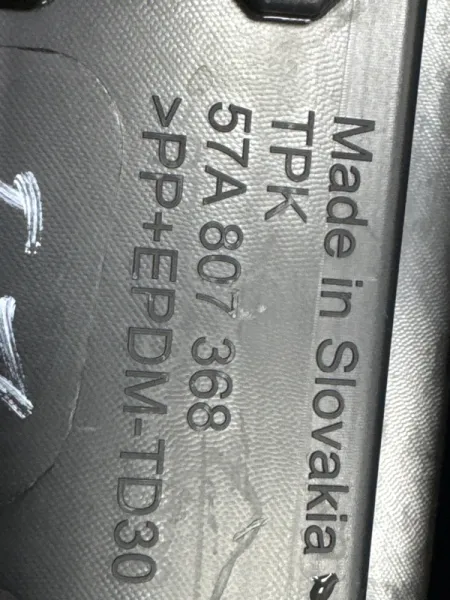 Made in Slovakia
TPK
57A 807 368
>PP+EPDM-TD30